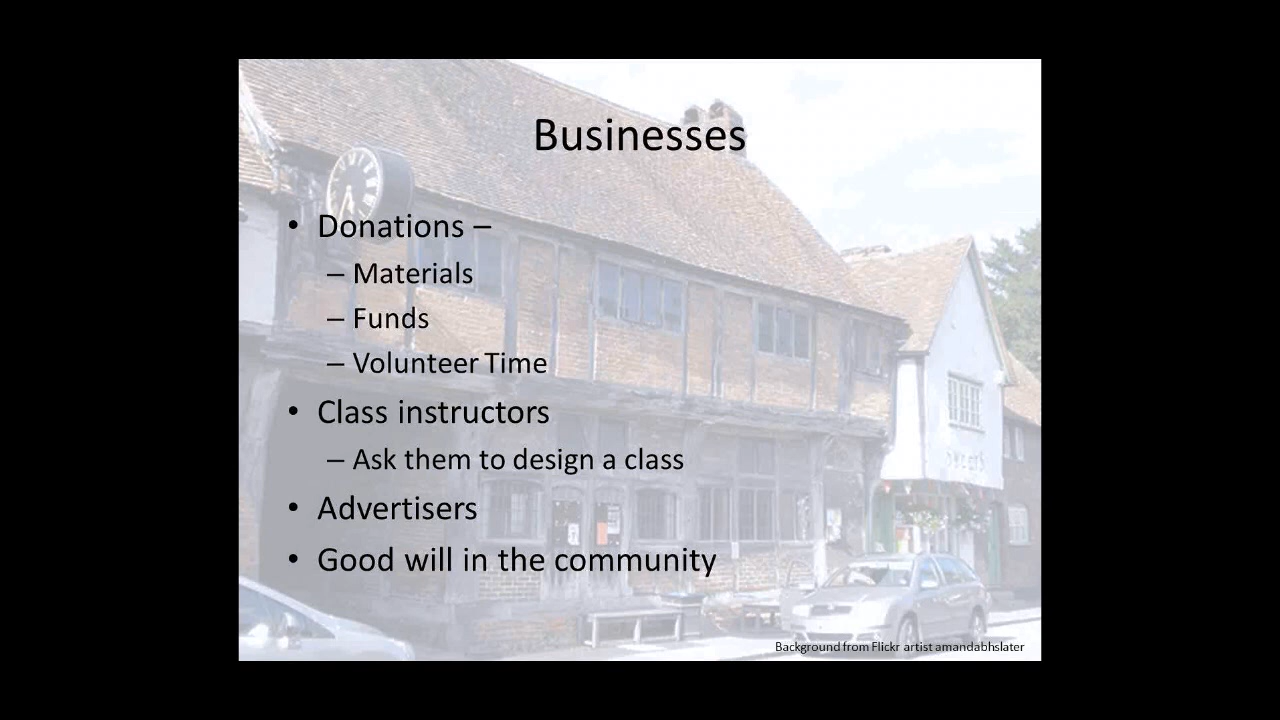 Businesses
• Donations –
– Materials
– Funds
– Volunteer Time
• Class instructors
– Ask them to design a class
• Advertisers
• Good will in the community
Background from Flickr artist amandabhslater